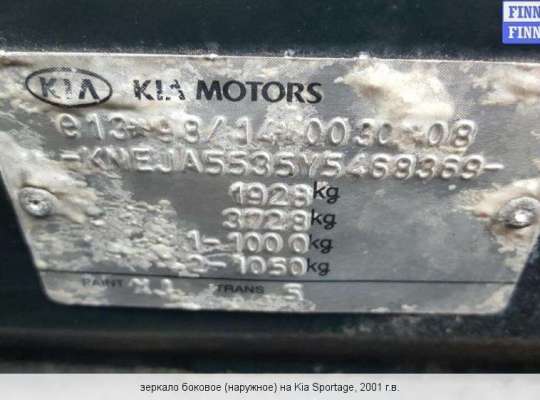 FINN
FINN
KIA KIA MOTORS
e13*98/14*0030*08
-KNEJA5535Y5468369-
1928kg
3728kg
1-1000kg
2-1050kg
PAINT TRANS 5
зеркало боковое (наружное) на Kia Sportage, 2001 г.в.